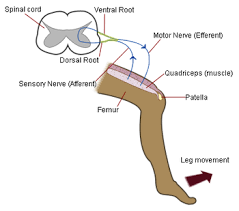 Spinal cord
Ventral Root
Motor Nerve (Efferent)
Dorsal Root
Quadriceps (muscle)
Sensory Nerve (Afferent)
Patella
Femur
Leg movement